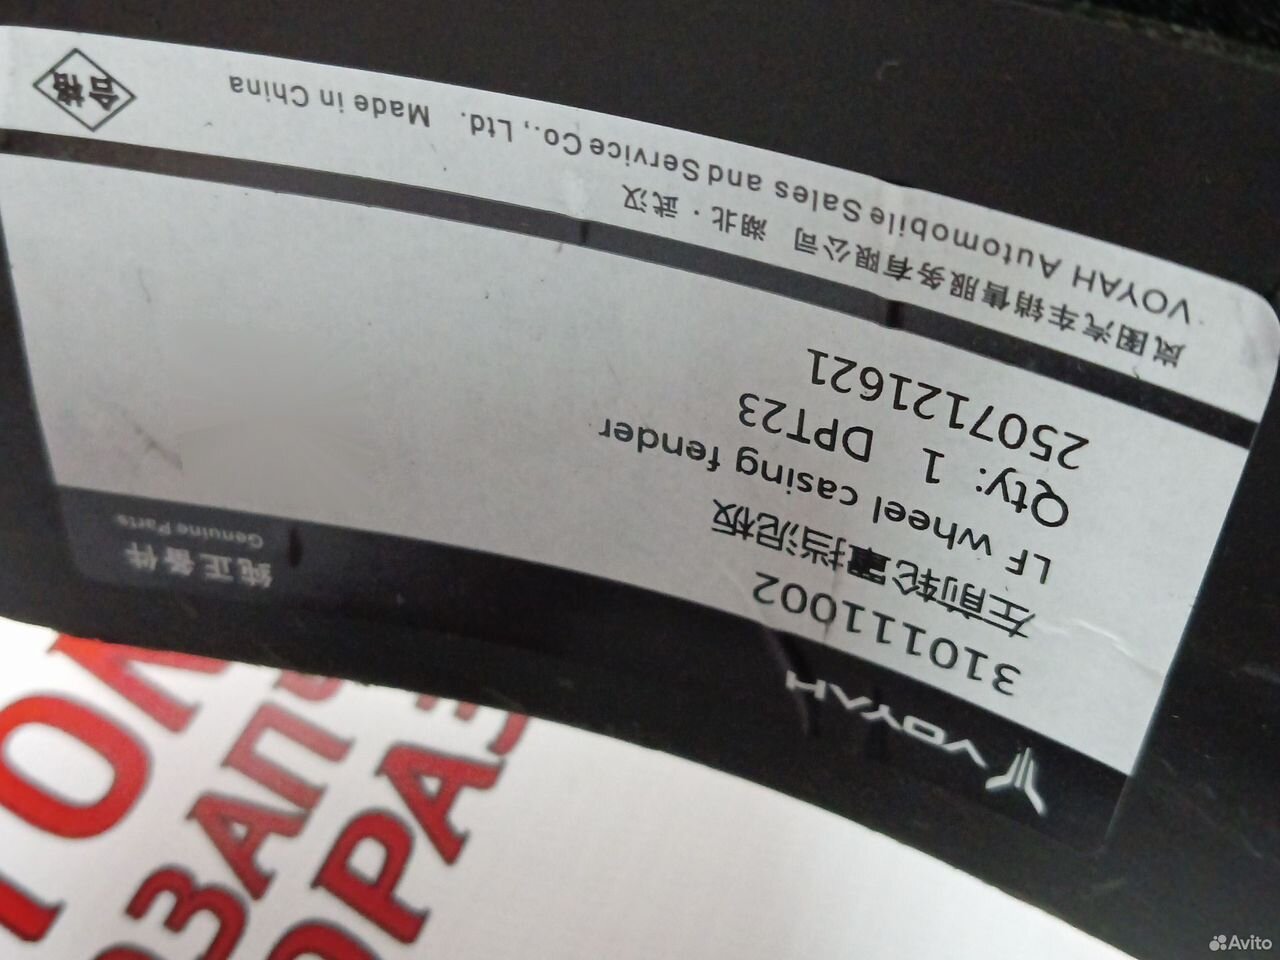 VOYAH
纯正备件
Genuine Parts
3101111002
左前轮罩挡泥板
LF wheel casing fender
Qty: 1 DPT23
2507121621
岚图汽车销售服务有限公司 湖北·武汉
VOYAH Automobile Sales and Service Co., Ltd. Made in China
合格
Avito